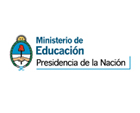 Ministerio de
Educación
Presidencia de la Nación